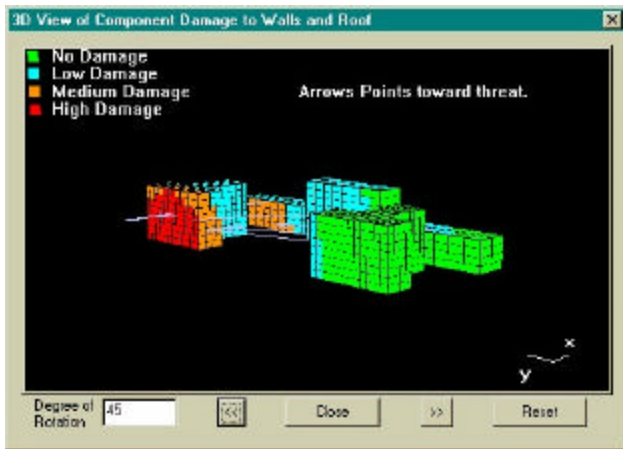 3D View of Component Damage to Walls and Roof
No Damage
Low Damage
Medium Damage
High Damage
Arrows Points toward threat.
x
y
Degree of Rotation
45
<<
Close
>>
Reset